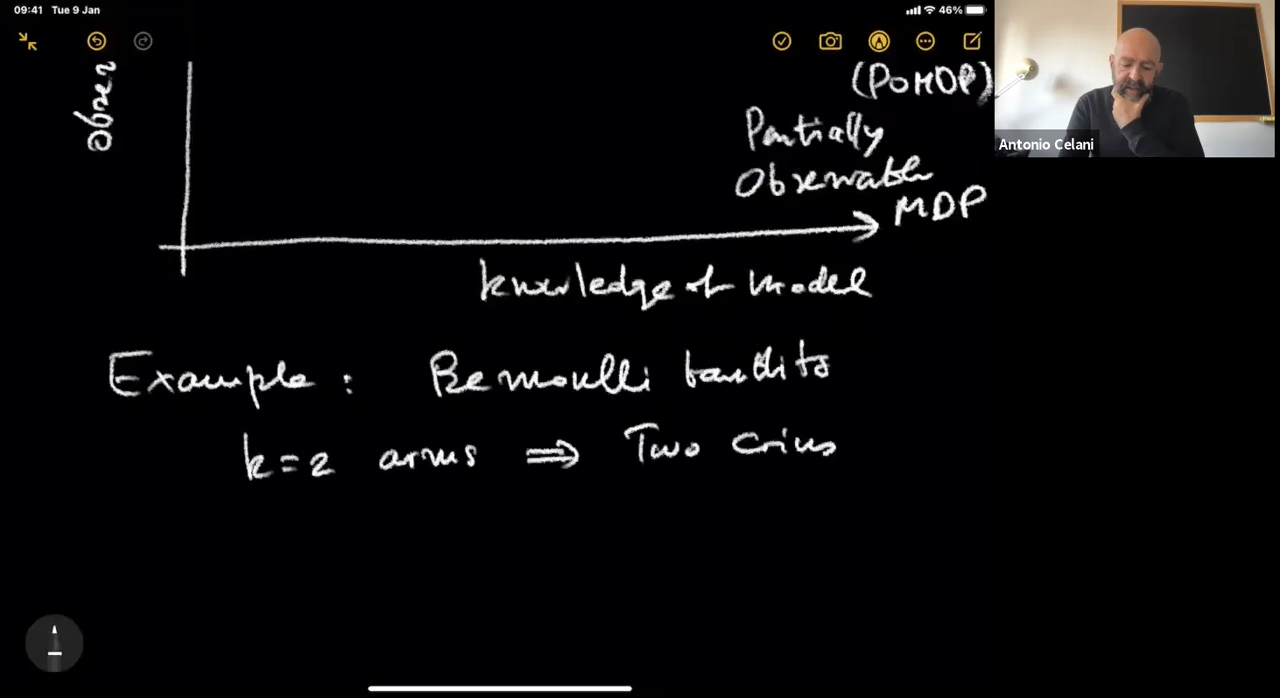 09:41 Tue 9 Jan 46%
obser
(POMDP)
Partially
Observable
MDP
knowledge of model
Example : Bernoulli bandits
k=2 arms ⇒ Two coins
Antonio Celani